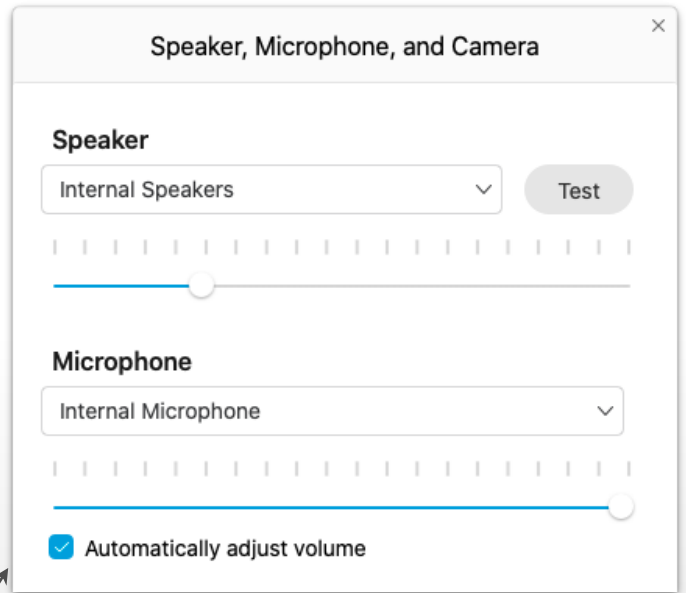 Speaker, Microphone, and Camera
Speaker
Internal Speakers
Test
Microphone
Internal Microphone
Automatically adjust volume